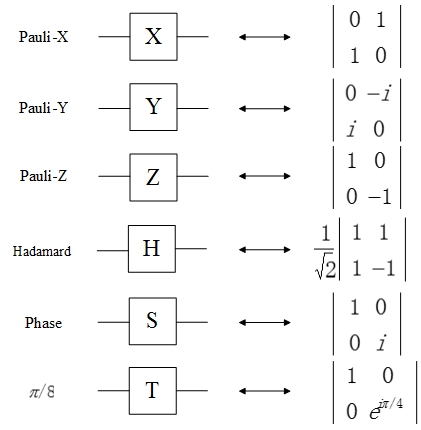 Pauli-X X 0 1
1 0
Pauli-Y Y 0 -i
i 0
Pauli-Z Z 1 0
0 -1
Hadamard H 1/√2 1 1
1 -1
Phase S 1 0
0 i
π/8 T 1 0
0 e^{iπ/4}